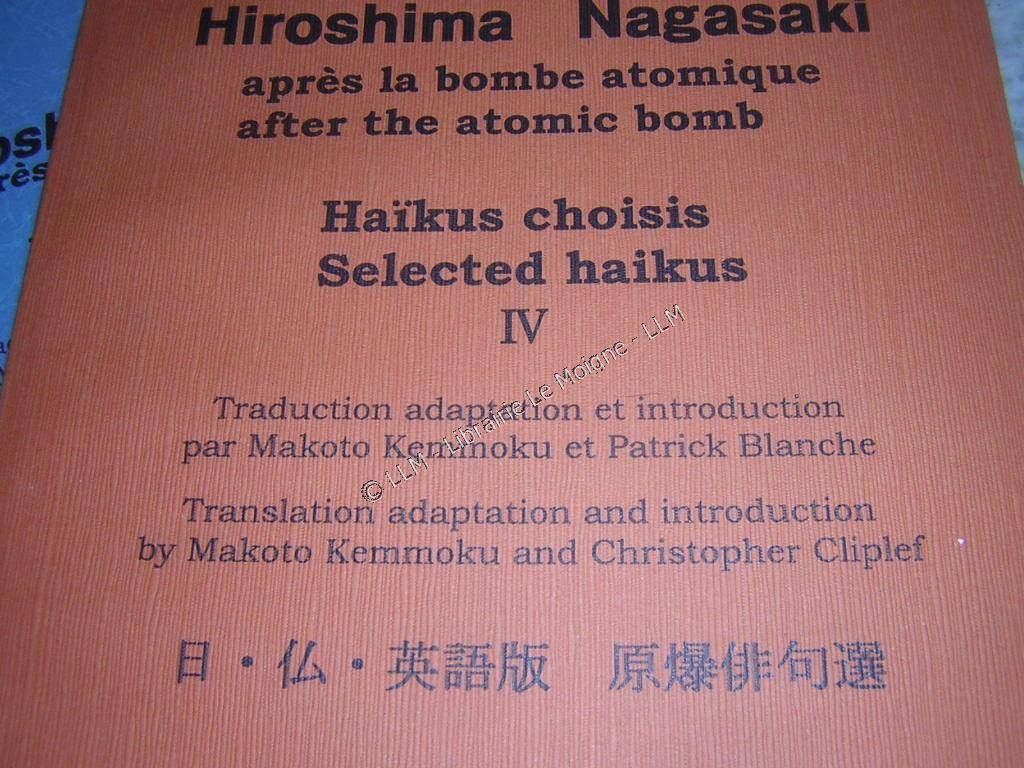 Hiroshima Nagasaki
après la bombe atomique
after the atomic bomb
Haïkus choisis
Selected haikus
IV
Traduction adaptation et introduction
par Makoto Kemmoku et Patrick Blanche
Translation adaptation and introduction
by Makoto Kemmoku and Christopher Cliplef
日・仏・英語版 原爆俳句選
© LLM - Librairie Le Moigne - LLM